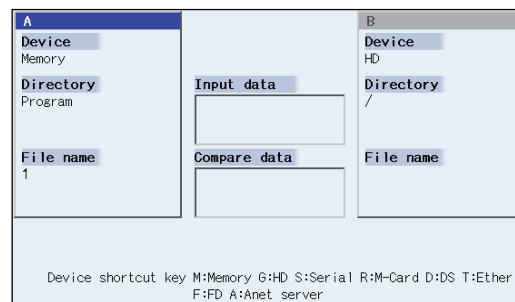 A
Device
Memory
Directory
Program
File name
1
Input data
Compare data
B
Device
HD
Directory
/
File name
Device shortcut key M:Memory G:HD S:Serial R:M-Card D:DS T:Ether
F:FD A:Anet server